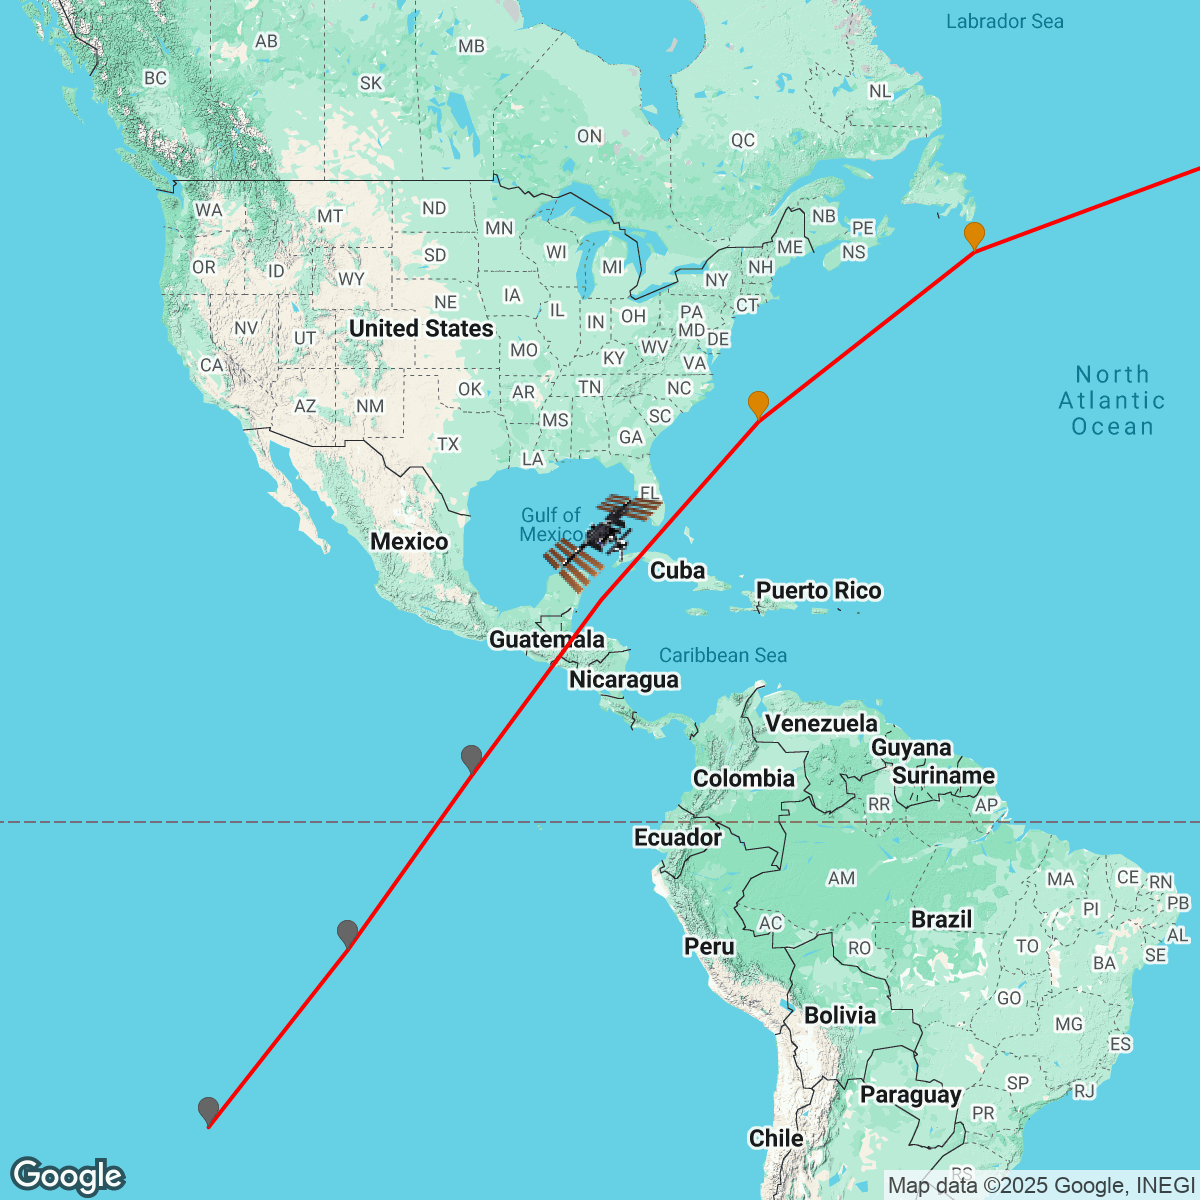 Labrador Sea
AB
MB
BC
SK
NL
ON
QC
WA
MT
ND
MN
NB
PE
ME
NS
OR
ID
WY
SD
WI
MI
NH
NY
CT
NE
IA
IL
IN
OH
PA
MD
DE
NV
UT
United States
CA
MO
KY
WV
VA
North
Atlantic
Ocean
AZ
NM
OK
AR
TN
NC
MS
SC
GA
TX
LA
FL
Gulf of
Mexico
Mexico
Cuba
Puerto Rico
Guatemala
Caribbean Sea
Nicaragua
Venezuela
Guyana
Suriname
Colombia
RR
AP
Ecuador
AM
MA
CE
RN
PB
PI
AC
Brazil
AL
Peru
RO
TO
SE
BA
GO
Bolivia
MG
ES
SP
RJ
Paraguay
PR
Chile
RS
Google
Map data ©2025 Google, INEGI